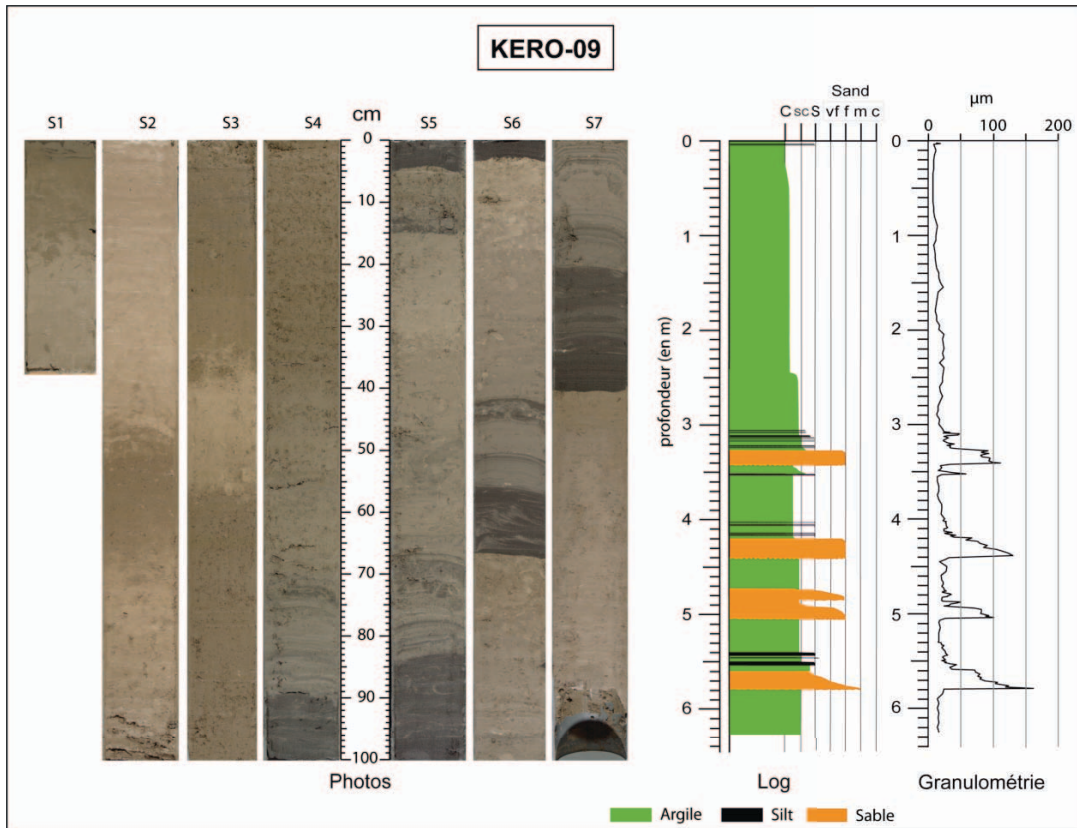 KERO-09
S1 S2 S3 S4 cm S5 S6 S7
0
10
20
30
40
50
60
70
80
90
100
Photos
Sand
C sc S vf f m c
profondeur (en m)
0
1
2
3
4
5
6
Log
µm
0 100 200
0
1
2
3
4
5
6
Granulométrie
Argile Silt Sable